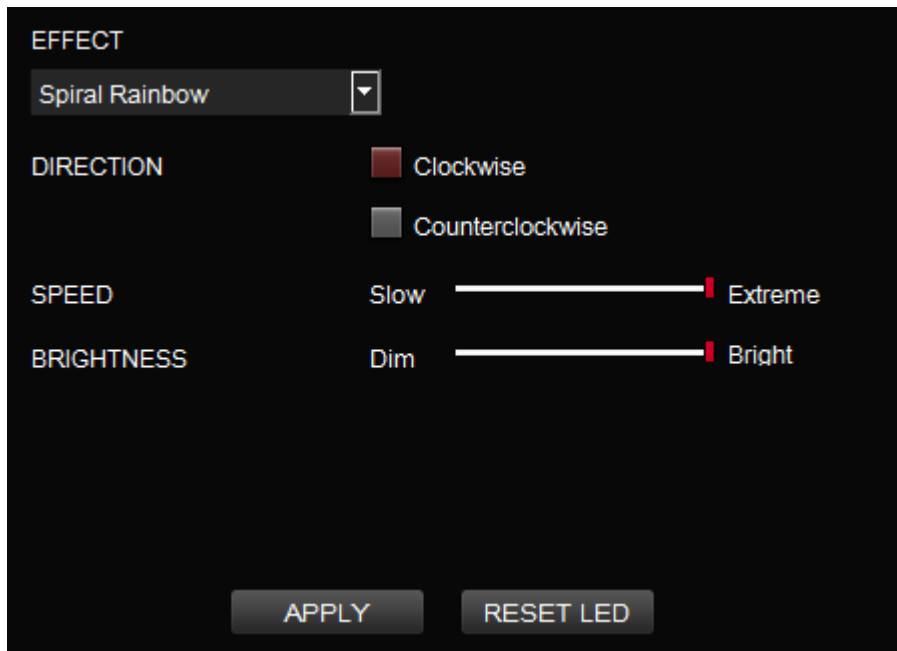 EFFECT
Spiral Rainbow
DIRECTION
Clockwise
Counterclockwise
SPEED
Slow
Extreme
BRIGHTNESS
Dim
Bright
APPLY
RESET LED